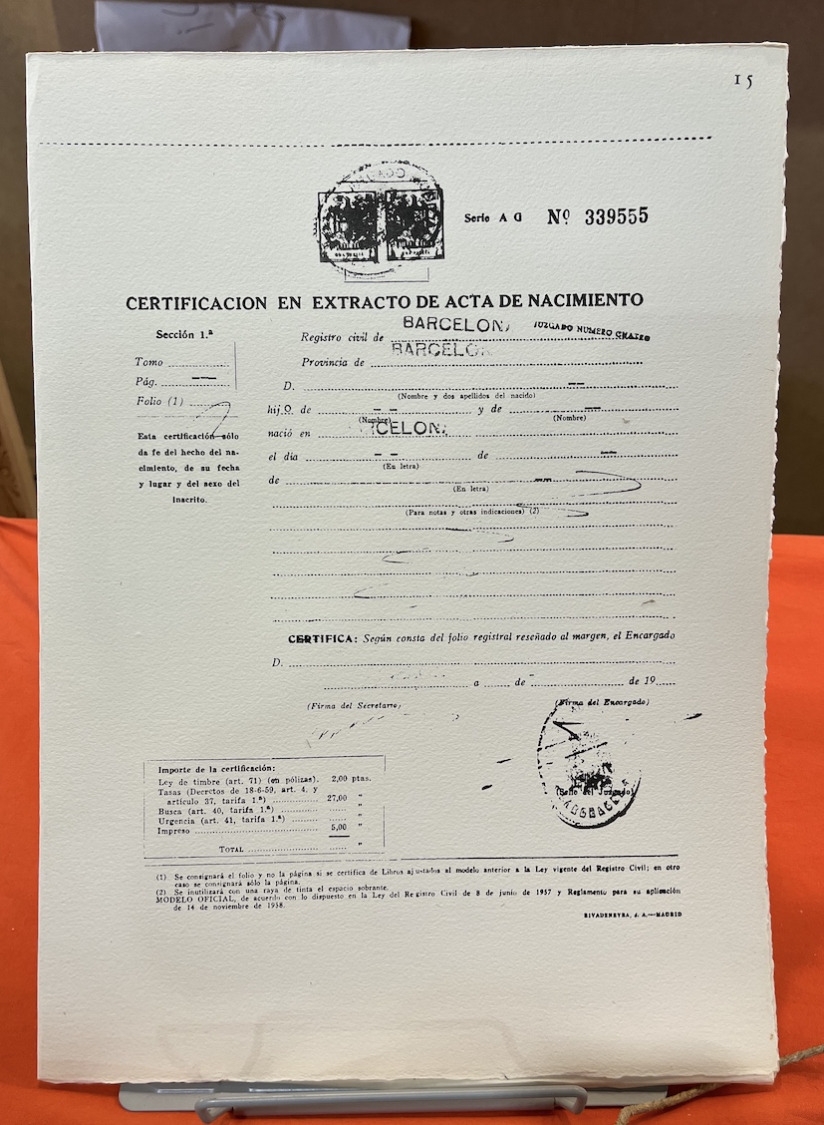 15
Serie A G Nº 339555
CERTIFICACION EN EXTRACTO DE ACTA DE NACIMIENTO
Sección 1.ª
Tomo
Pág.
Folio (1)
Esta certificación sólo
da fe del hecho del na-
cimiento, de su fecha
y lugar y del sexo del
inscrito.
BARCELONA JUZGADO NUMERO CUATRO
Registro civil de
BARCELON
Provincia de
D.
(Nombre y dos apellidos del nacido)
hijO de y de
(Nombre) (Nombre)
nació en CELONA
el día de
(En letra)
de
(En letra)
(Para notas y otras indicaciones) (2)
CERTIFICA: Según consta del folio registral reseñado al margen, el Encargado
D.
a de de 19
(Firma del Secretario) (Firma del Encargado)
(Sello del Juzgado)
Importe de la certificación:
Ley de timbre (art. 71) (en pólizas). 2,00 ptas.
Tasas (Decretos de 18-6-59, art. 4, y
artículo 37, tarifa 1.ª) 27,00 "
Busca (art. 40, tarifa 1.ª) "
Urgencia (art. 41, tarifa 1.ª) "
Impreso 5,00 "
TOTAL "
(1) Se consignará el folio y no la página si se certifica de Libros ajustados al modelo anterior a la Ley vigente del Registro Civil; en otro
caso se consignará sólo la página.
(2) Se inutilizará con una raya de tinta el espacio sobrante.
MODELO OFICIAL, de acuerdo con lo dispuesto en la Ley del Registro Civil de 8 de junio de 1957 y Reglamento para su aplicación
de 14 de noviembre de 1958.
RIVADENEYRA, S. A.—MADRID